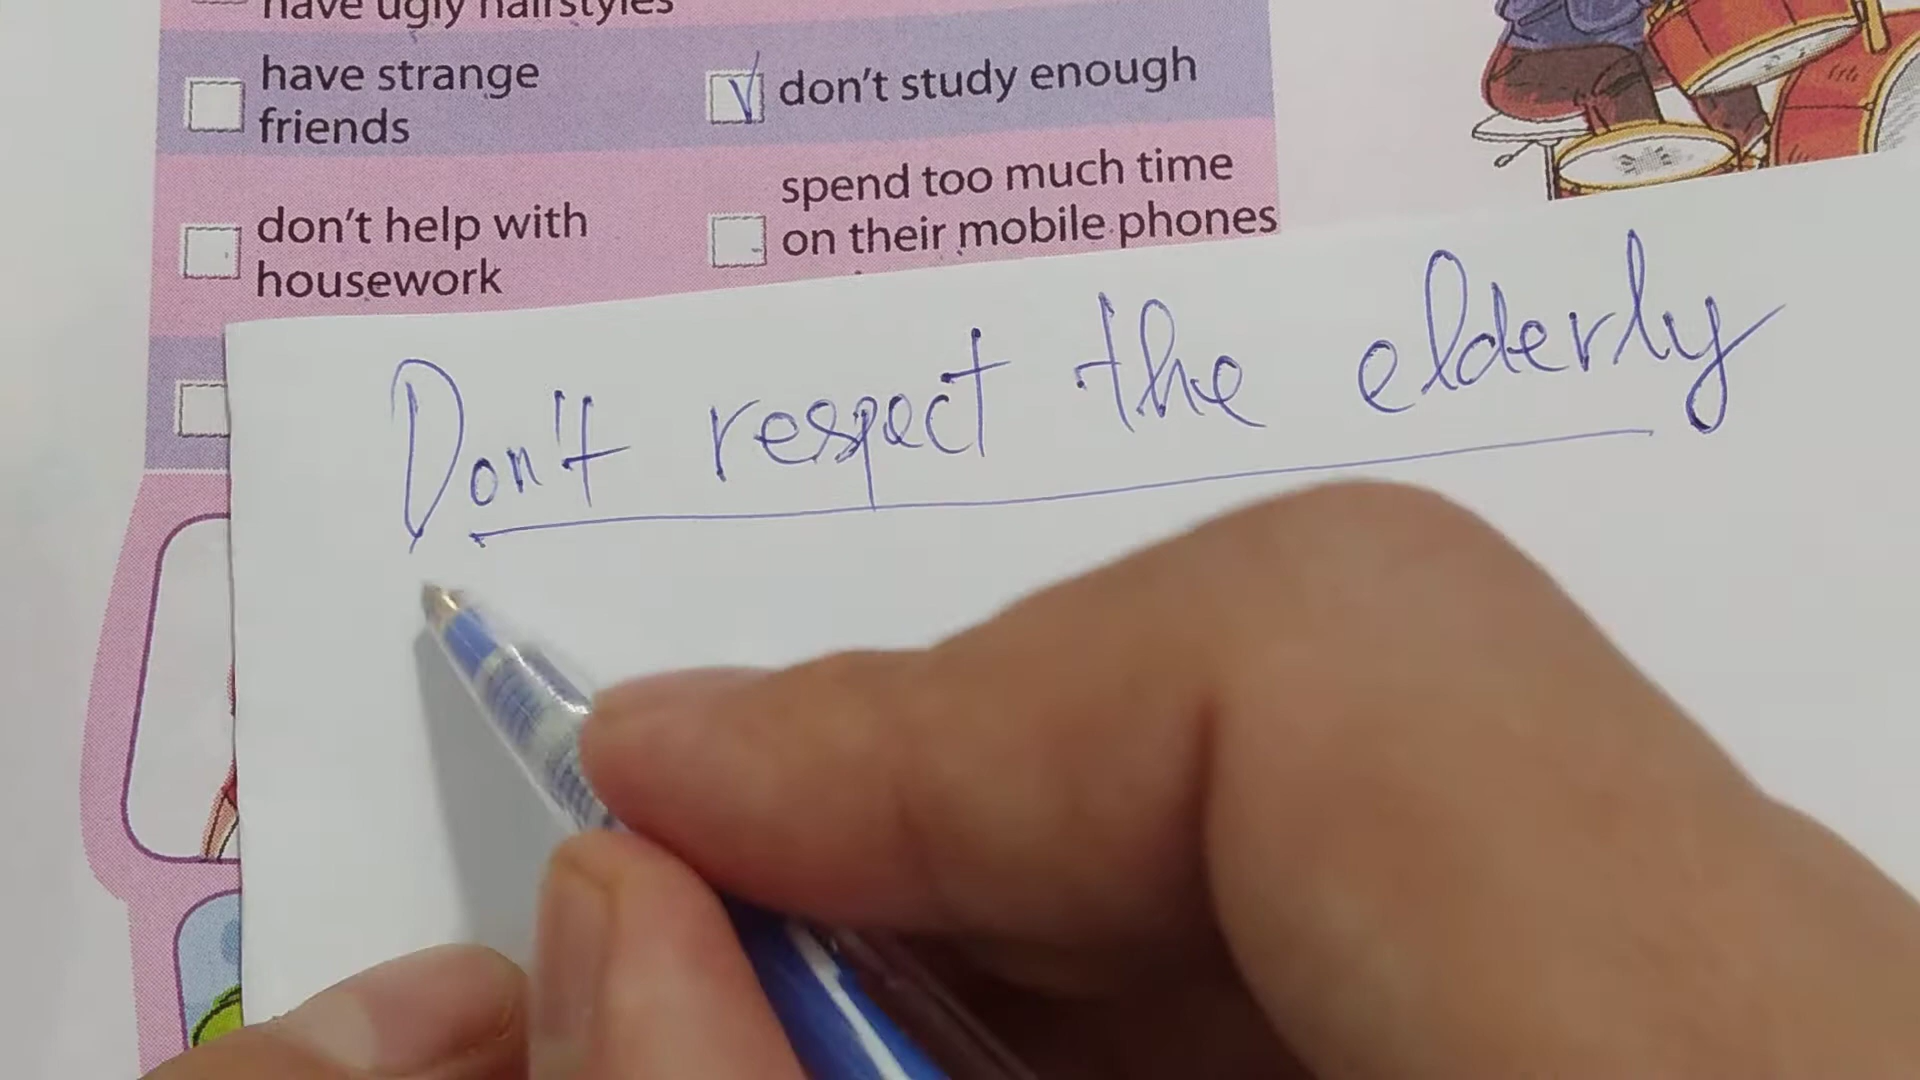 have ugly hairstyles
have strange
friends
don't study enough
don't help with
housework
spend too much time
on their mobile phones
Don't respect the elderly